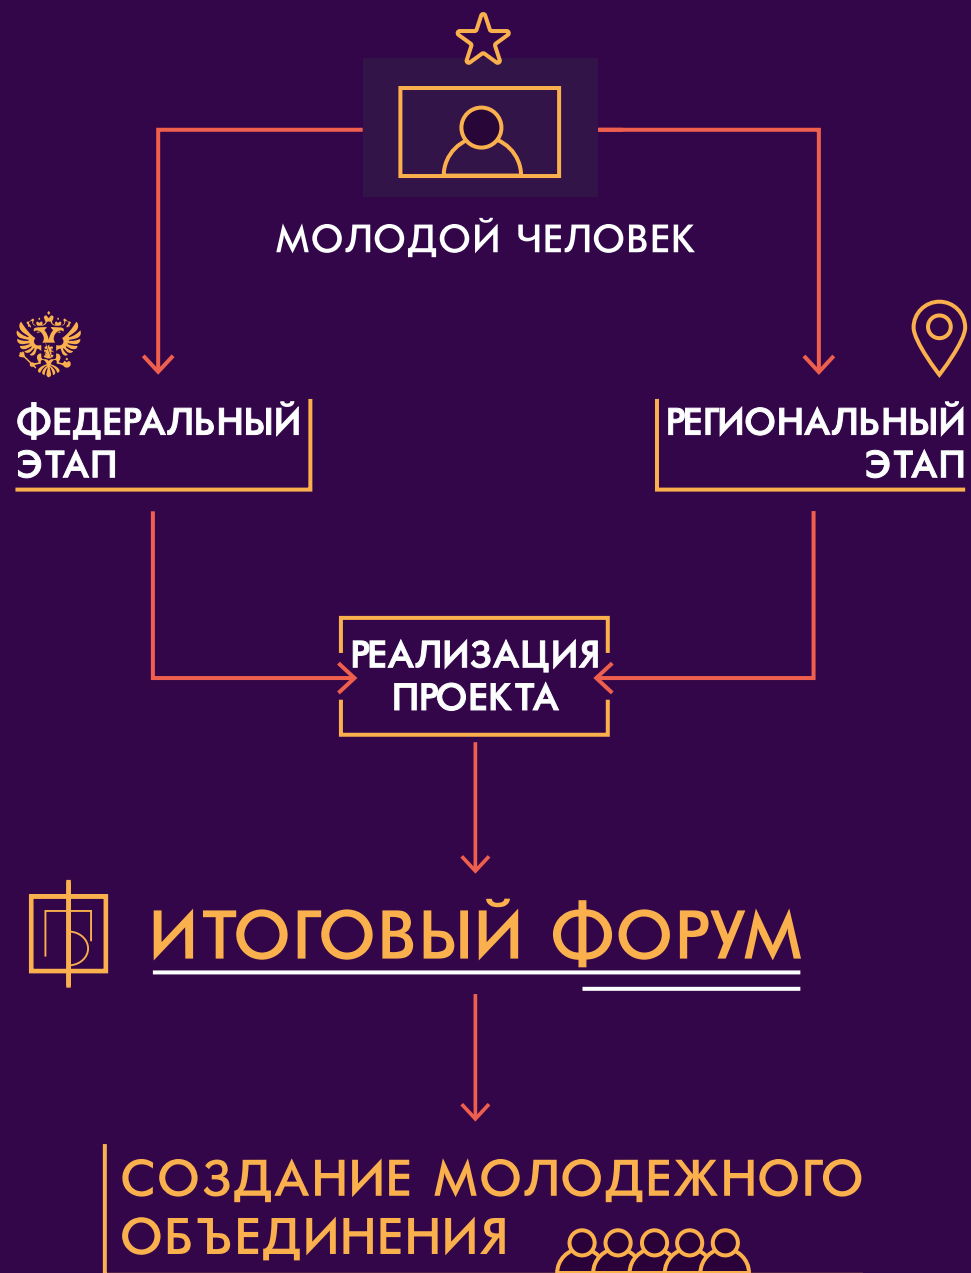 МОЛОДОЙ ЧЕЛОВЕК
ФЕДЕРАЛЬНЫЙ
ЭТАП
РЕГИОНАЛЬНЫЙ
ЭТАП
РЕАЛИЗАЦИЯ
ПРОЕКТА
ИТОГОВЫЙ ФОРУМ
СОЗДАНИЕ МОЛОДЕЖНОГО
ОБЪЕДИНЕНИЯ